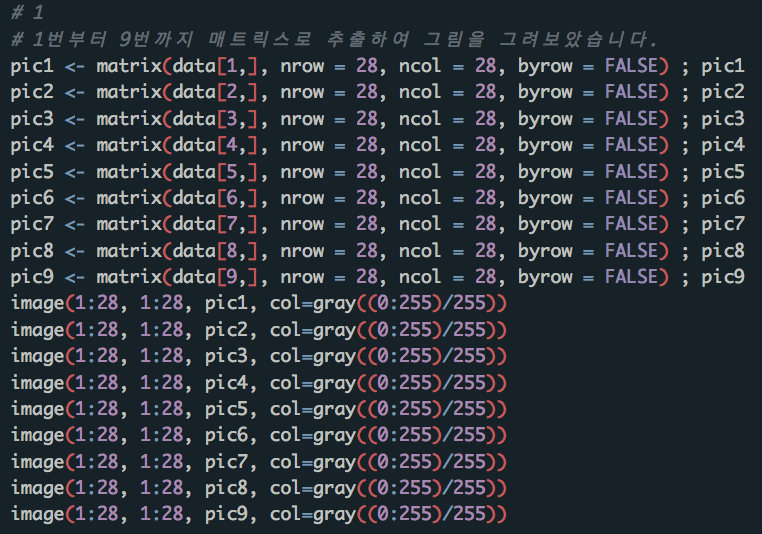 # 1
# 1번부터 9번까지 매트릭스로 추출하여 그림을 그려보았습니다.
pic1 <- matrix(data[1,], nrow = 28, ncol = 28, byrow = FALSE) ; pic1
pic2 <- matrix(data[2,], nrow = 28, ncol = 28, byrow = FALSE) ; pic2
pic3 <- matrix(data[3,], nrow = 28, ncol = 28, byrow = FALSE) ; pic3
pic4 <- matrix(data[4,], nrow = 28, ncol = 28, byrow = FALSE) ; pic4
pic5 <- matrix(data[5,], nrow = 28, ncol = 28, byrow = FALSE) ; pic5
pic6 <- matrix(data[6,], nrow = 28, ncol = 28, byrow = FALSE) ; pic6
pic7 <- matrix(data[7,], nrow = 28, ncol = 28, byrow = FALSE) ; pic7
pic8 <- matrix(data[8,], nrow = 28, ncol = 28, byrow = FALSE) ; pic8
pic9 <- matrix(data[9,], nrow = 28, ncol = 28, byrow = FALSE) ; pic9
image(1:28, 1:28, pic1, col=gray((0:255)/255))
image(1:28, 1:28, pic2, col=gray((0:255)/255))
image(1:28, 1:28, pic3, col=gray((0:255)/255))
image(1:28, 1:28, pic4, col=gray((0:255)/255))
image(1:28, 1:28, pic5, col=gray((0:255)/255))
image(1:28, 1:28, pic6, col=gray((0:255)/255))
image(1:28, 1:28, pic7, col=gray((0:255)/255))
image(1:28, 1:28, pic8, col=gray((0:255)/255))
image(1:28, 1:28, pic9, col=gray((0:255)/255))